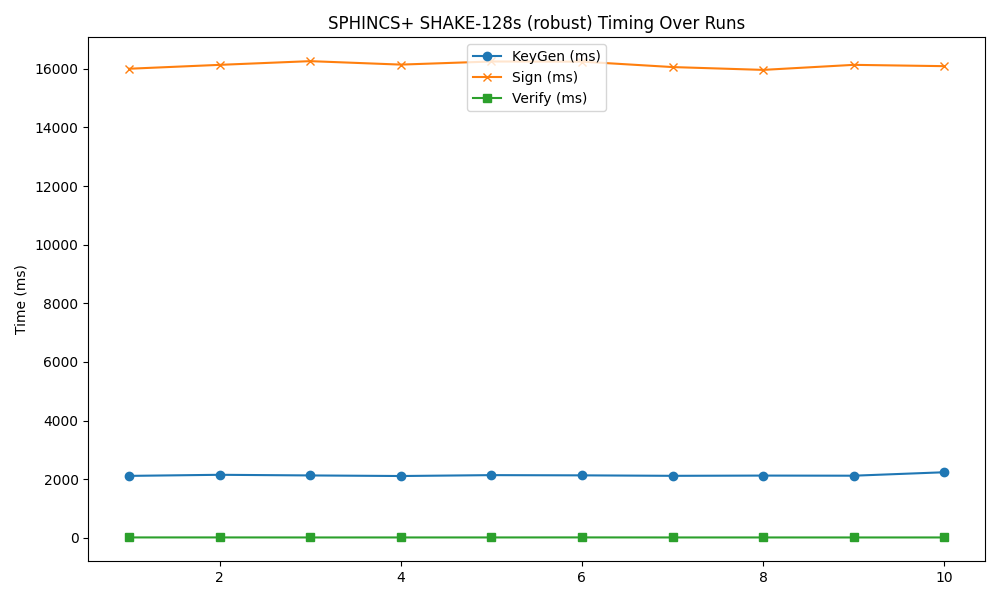 SPHINCS+ SHAKE-128s (robust) Timing Over Runs
KeyGen (ms)
Sign (ms)
Verify (ms)
Time (ms)
16000
14000
12000
10000
8000
6000
4000
2000
0
2 4 6 8 10